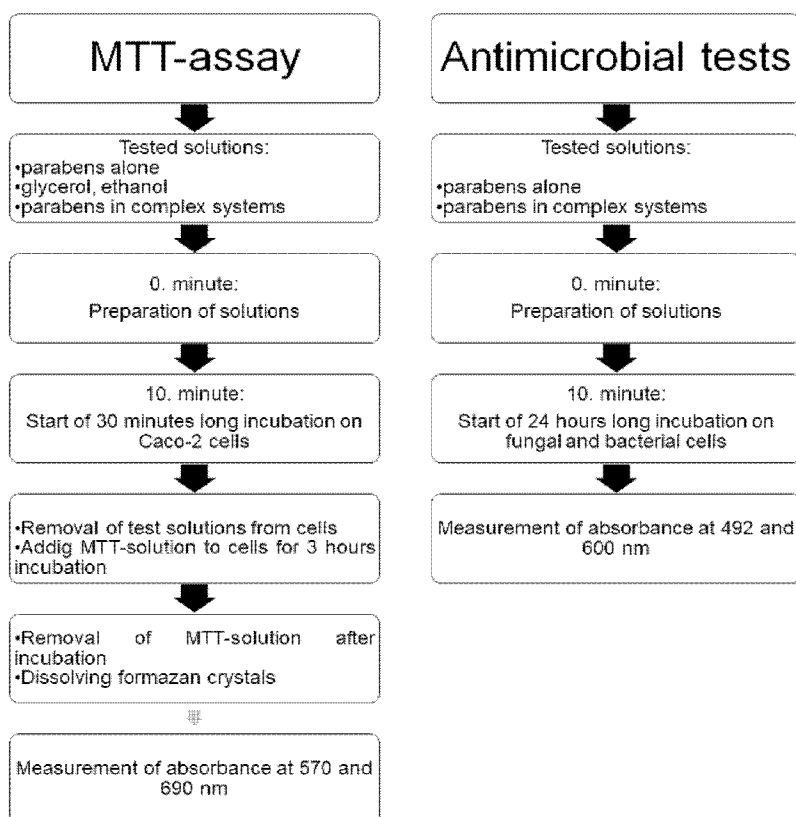 MTT-assay
Tested solutions:
•parabens alone
•glycerol, ethanol
•parabens in complex systems
0. minute:
Preparation of solutions
10. minute:
Start of 30 minutes long incubation on
Caco-2 cells
•Removal of test solutions from cells
•Addig MTT-solution to cells for 3 hours
incubation
•Removal of MTT-solution after
incubation
•Dissolving formazan crystals
Measurement of absorbance at 570 and
690 nm
Antimicrobial tests
Tested solutions:
•parabens alone
•parabens in complex systems
0. minute:
Preparation of solutions
10. minute:
Start of 24 hours long incubation on
fungal and bacterial cells
Measurement of absorbance at 492 and
600 nm